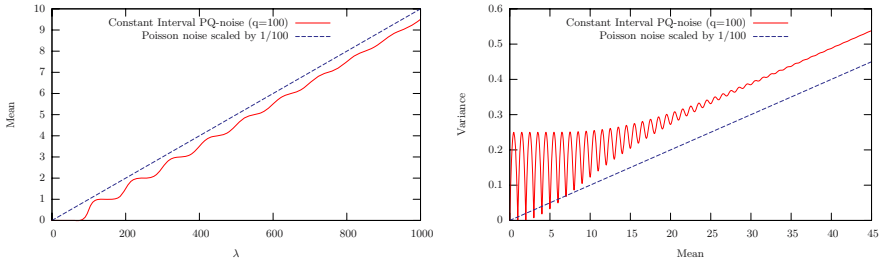 10
9
8
7
6
5
4
3
2
1
0
0 200 400 600 800 1000
Mean
λ
Constant Interval PQ-noise (q=100)
Poisson noise scaled by 1/100
0.6
0.5
0.4
0.3
0.2
0.1
0
0 5 10 15 20 25 30 35 40 45
Variance
Mean
Constant Interval PQ-noise (q=100)
Poisson noise scaled by 1/100